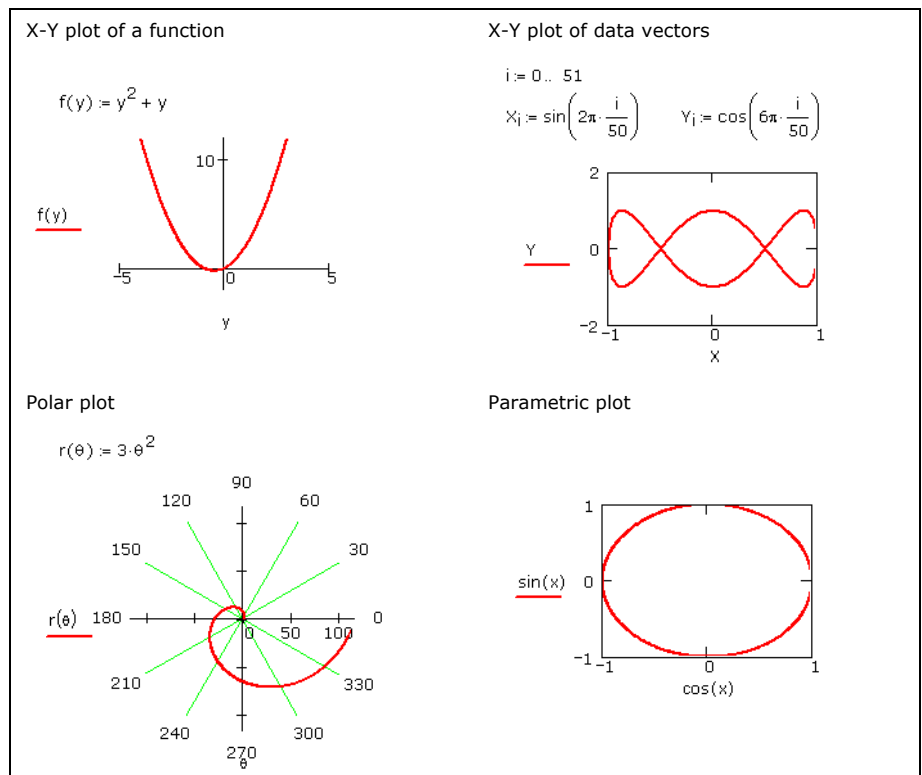 X-Y plot of a function
f(y) := y² + y
10
f(y)
-5
0
5
y
X-Y plot of data vectors
i := 0.. 51
Xᵢ := sin(2π·i/50) Yᵢ := cos(6π·i/50)
2
Y
0
-2
-1
0
1
X
Polar plot
r(θ) := 3·θ²
90
120
60
150
30
r(θ)
180
0
50
100
0
210
330
240
300
270
θ
Parametric plot
1
sin(x)
0
-1
-1
0
1
cos(x)